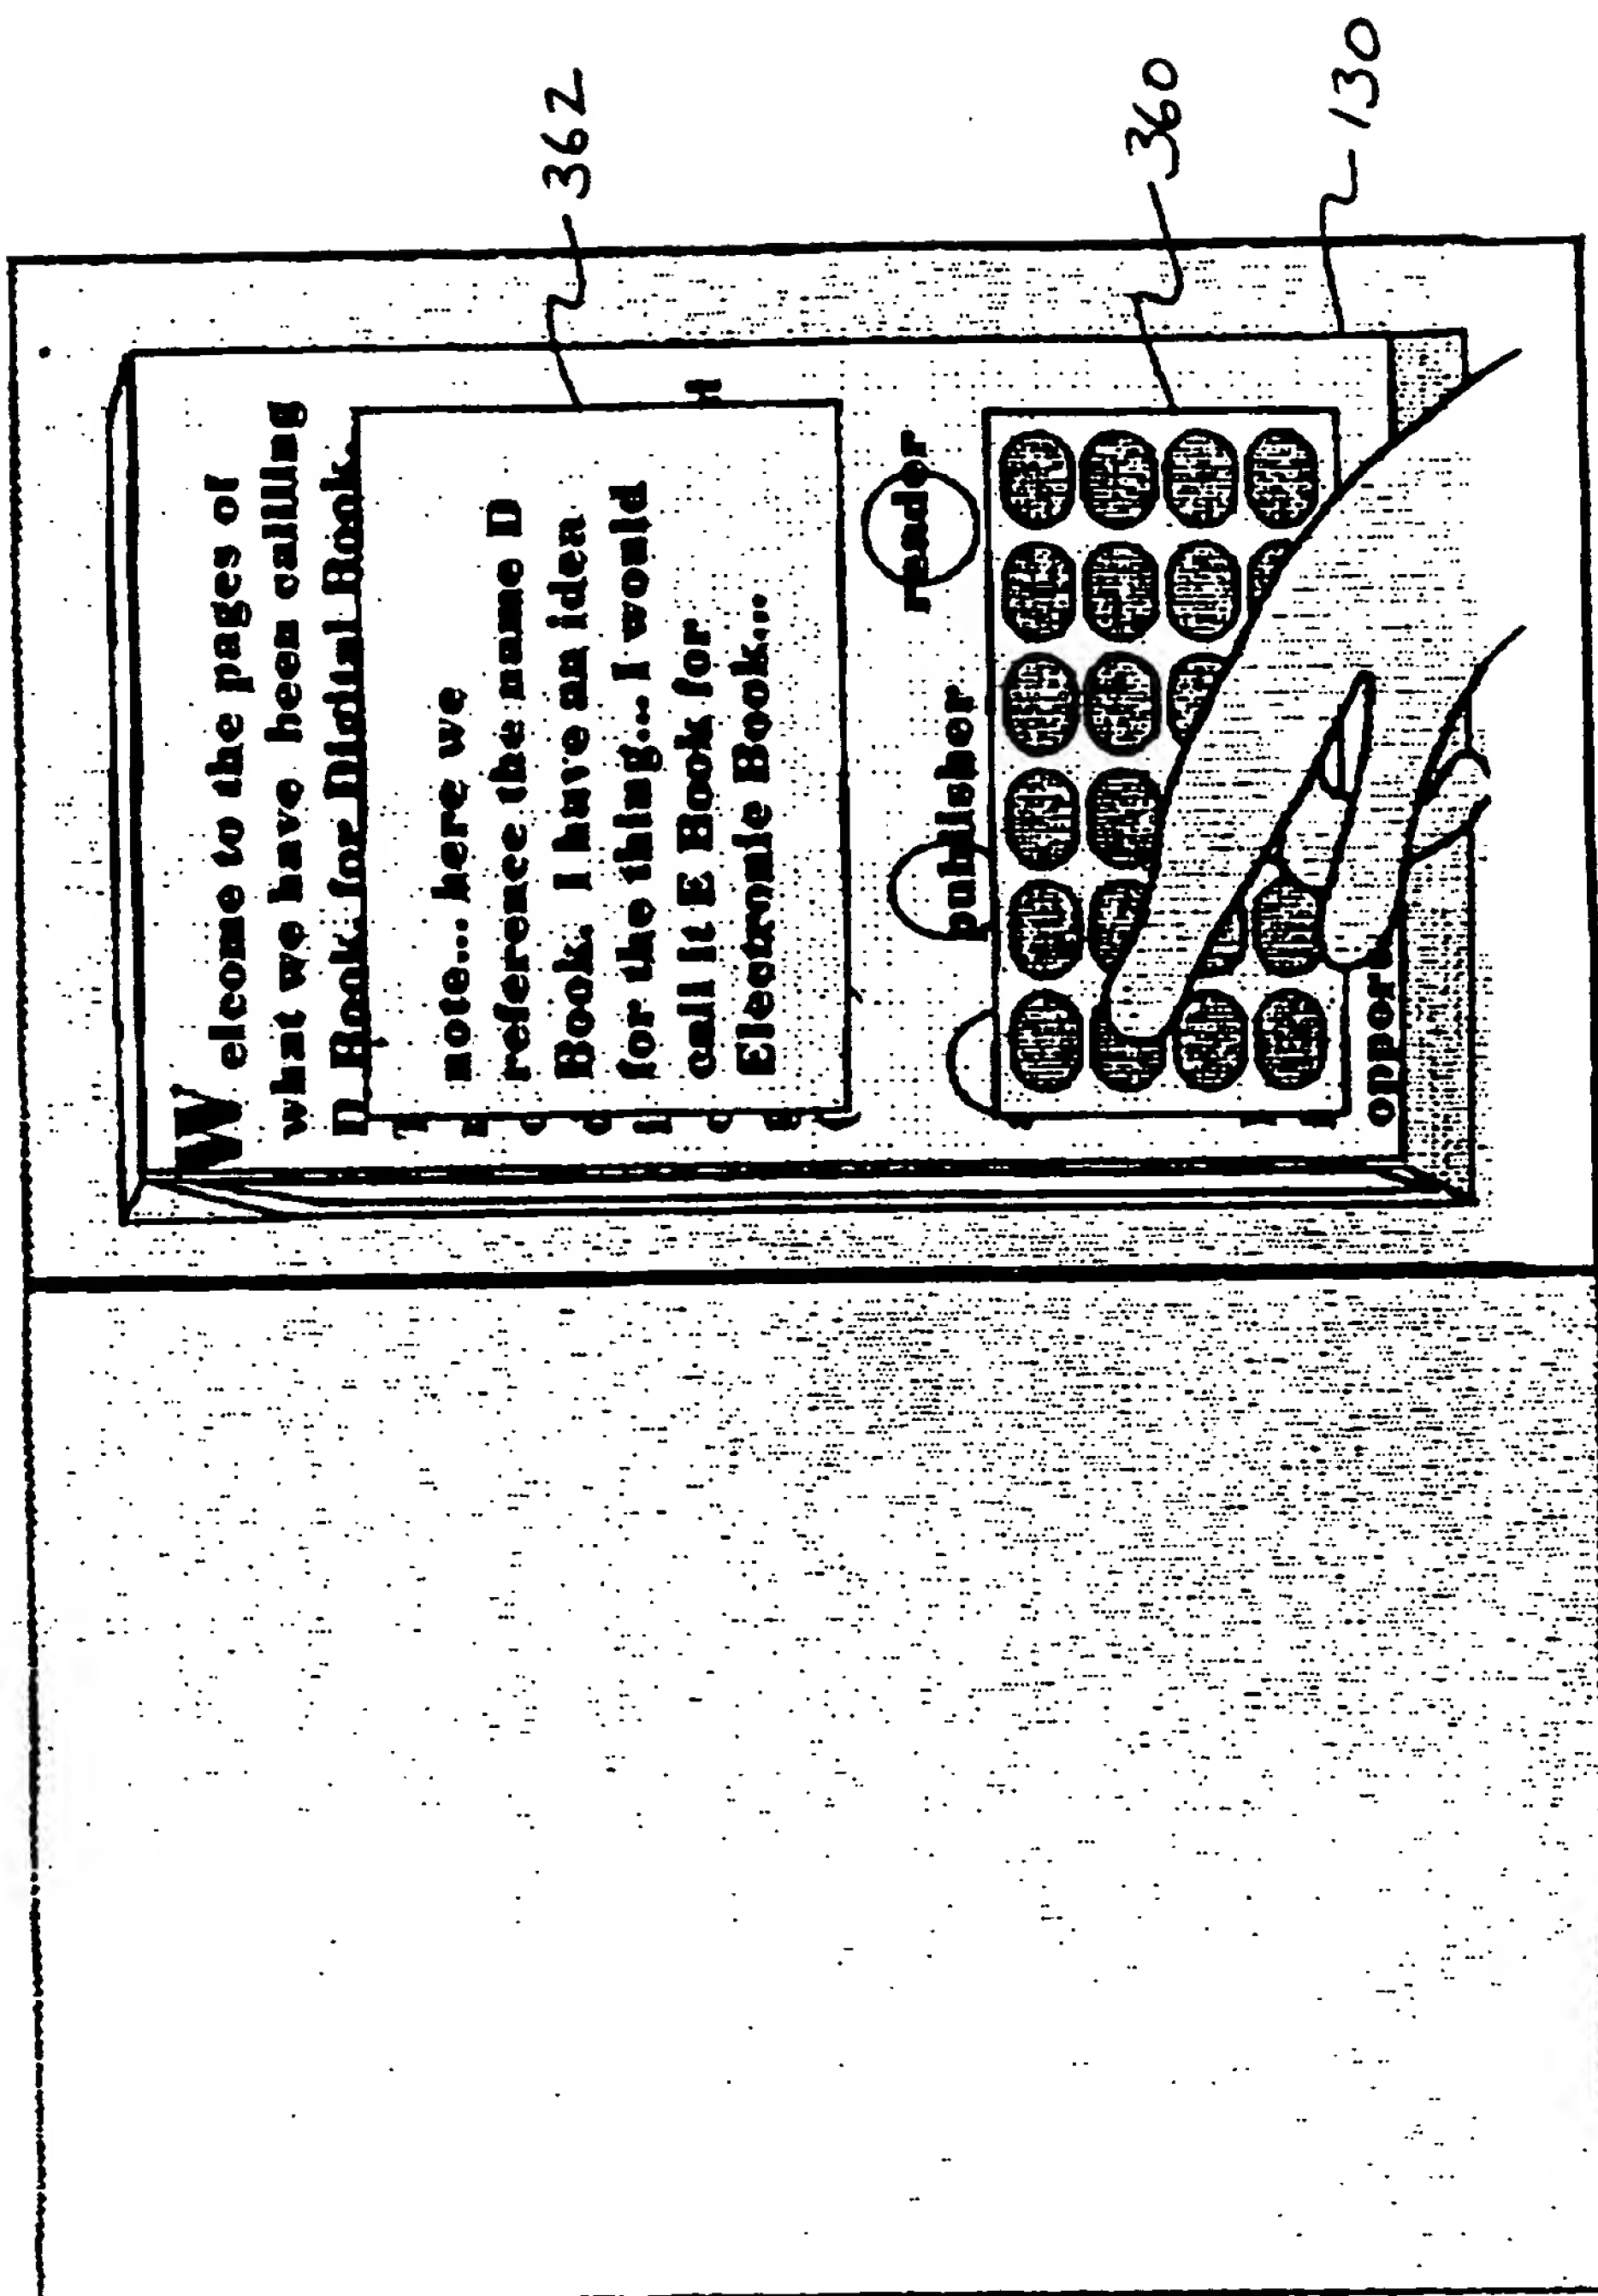 Welcome to the pages of
what we have been calling
D Book, for Digital Book.
note... here we
reference the name D
Book. I have an idea
for the thing... I would
call it E Book for
Electronic Book...
reader
publisher
oppor
362
360
130